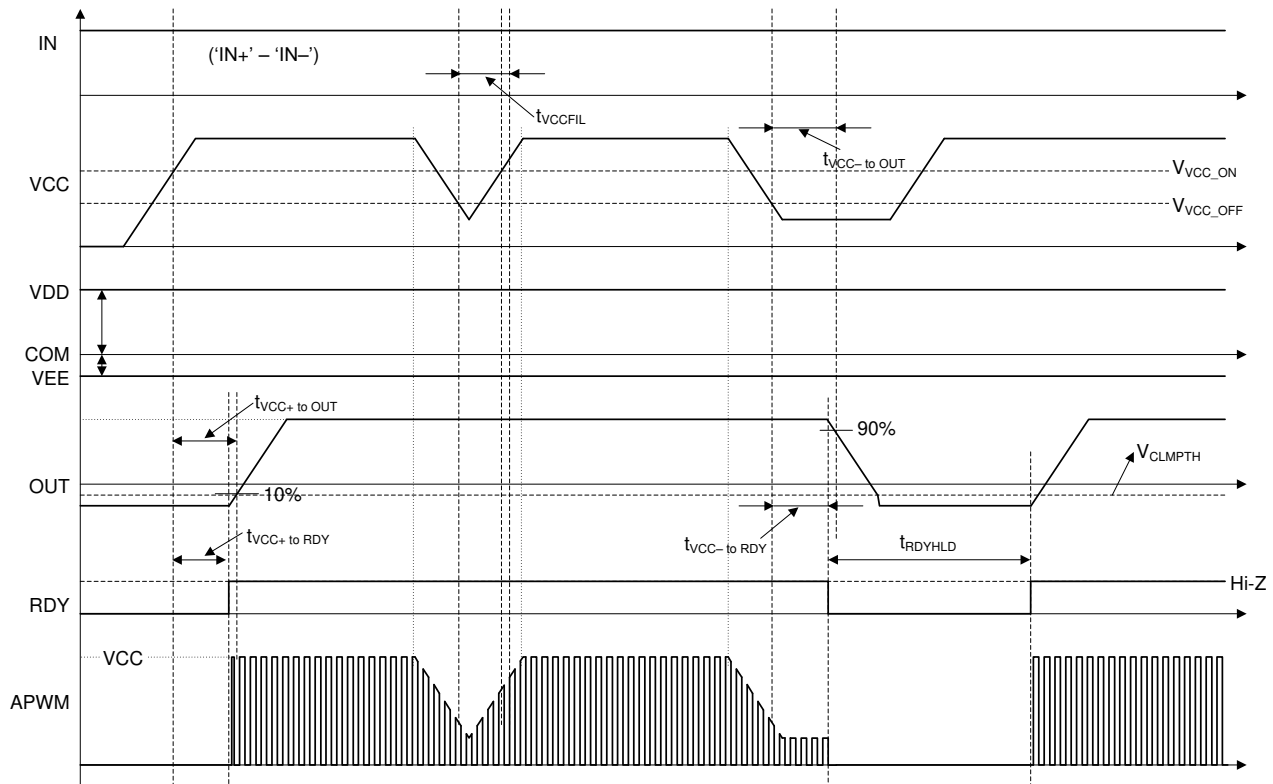 IN
('IN+' – 'IN–')
tVCCFIL
tVCC– to OUT
VCC
VVCC_ON
VVCC_OFF
VDD
COM
VEE
tVCC+ to OUT
90%
VCLMPTH
OUT
10%
tVCC+ to RDY
tVCC– to RDY
tRDYHLD
Hi-Z
RDY
VCC
APWM